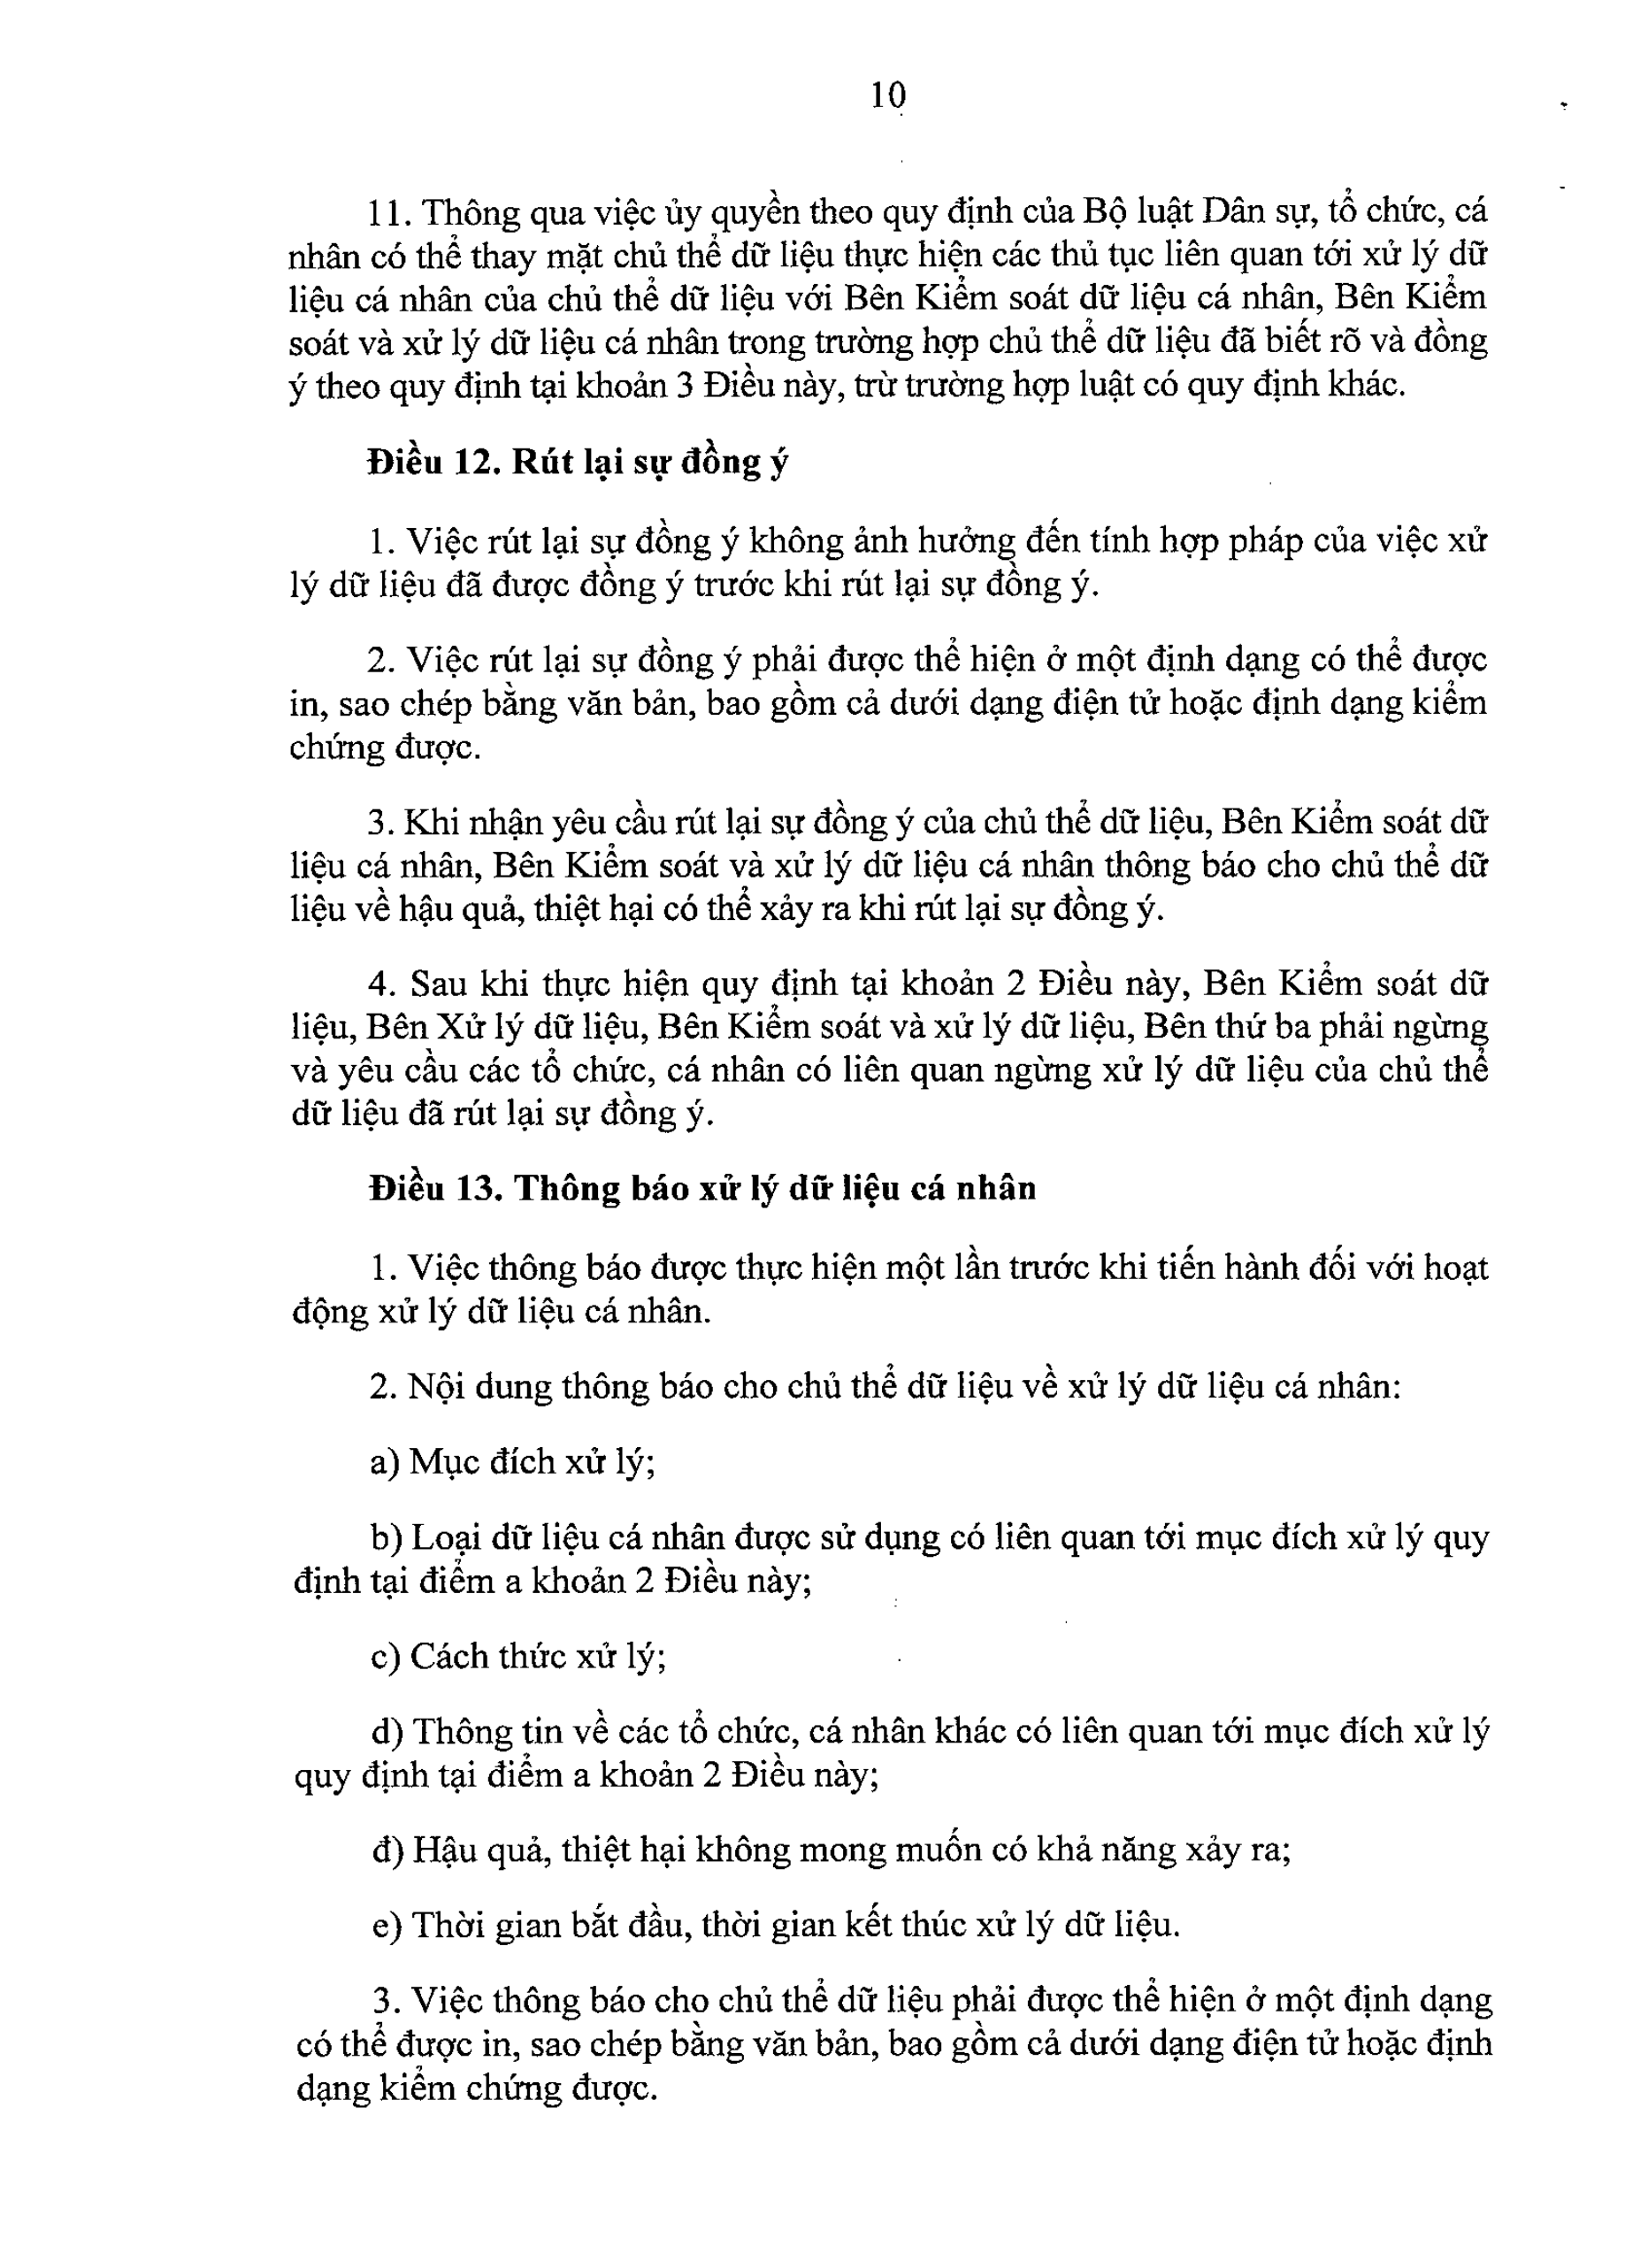 10
11. Thông qua việc ủy quyền theo quy định của Bộ luật Dân sự, tổ chức, cá
nhân có thể thay mặt chủ thể dữ liệu thực hiện các thủ tục liên quan tới xử lý dữ
liệu cá nhân của chủ thể dữ liệu với Bên Kiểm soát dữ liệu cá nhân, Bên Kiểm
soát và xử lý dữ liệu cá nhân trong trường hợp chủ thể dữ liệu đã biết rõ và đồng
ý theo quy định tại khoản 3 Điều này, trừ trường hợp luật có quy định khác.
Điều 12. Rút lại sự đồng ý
1. Việc rút lại sự đồng ý không ảnh hưởng đến tính hợp pháp của việc xử
lý dữ liệu đã được đồng ý trước khi rút lại sự đồng ý.
2. Việc rút lại sự đồng ý phải được thể hiện ở một định dạng có thể được
in, sao chép bằng văn bản, bao gồm cả dưới dạng điện tử hoặc định dạng kiểm
chứng được.
3. Khi nhận yêu cầu rút lại sự đồng ý của chủ thể dữ liệu, Bên Kiểm soát dữ
liệu cá nhân, Bên Kiểm soát và xử lý dữ liệu cá nhân thông báo cho chủ thể dữ
liệu về hậu quả, thiệt hại có thể xảy ra khi rút lại sự đồng ý.
4. Sau khi thực hiện quy định tại khoản 2 Điều này, Bên Kiểm soát dữ
liệu, Bên Xử lý dữ liệu, Bên Kiểm soát và xử lý dữ liệu, Bên thứ ba phải ngừng
và yêu cầu các tổ chức, cá nhân có liên quan ngừng xử lý dữ liệu của chủ thể
dữ liệu đã rút lại sự đồng ý.
Điều 13. Thông báo xử lý dữ liệu cá nhân
1. Việc thông báo được thực hiện một lần trước khi tiến hành đối với hoạt
động xử lý dữ liệu cá nhân.
2. Nội dung thông báo cho chủ thể dữ liệu về xử lý dữ liệu cá nhân:
a) Mục đích xử lý;
b) Loại dữ liệu cá nhân được sử dụng có liên quan tới mục đích xử lý quy
định tại điểm a khoản 2 Điều này;
c) Cách thức xử lý;
d) Thông tin về các tổ chức, cá nhân khác có liên quan tới mục đích xử lý
quy định tại điểm a khoản 2 Điều này;
đ) Hậu quả, thiệt hại không mong muốn có khả năng xảy ra;
e) Thời gian bắt đầu, thời gian kết thúc xử lý dữ liệu.
3. Việc thông báo cho chủ thể dữ liệu phải được thể hiện ở một định dạng
có thể được in, sao chép bằng văn bản, bao gồm cả dưới dạng điện tử hoặc định
dạng kiểm chứng được.